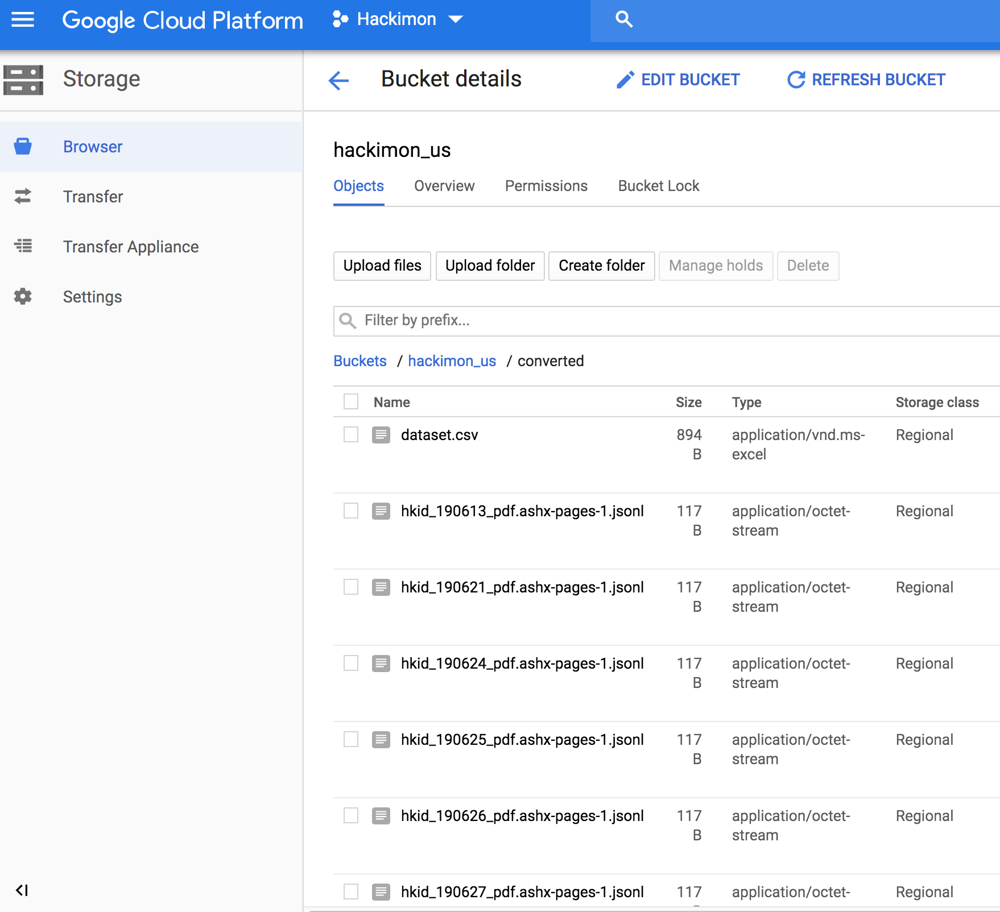 Google Cloud Platform
Hackimon
Storage
Bucket details
EDIT BUCKET
REFRESH BUCKET
Browser
Transfer
Transfer Appliance
Settings
hackimon_us
Objects Overview Permissions Bucket Lock
Upload files Upload folder Create folder Manage holds Delete
Filter by prefix...
Buckets / hackimon_us / converted
Name Size Type Storage class
dataset.csv 894 application/vnd.ms- Regional
B excel
hkid_190613_pdf.ashx-pages-1.jsonl 117 application/octet- Regional
B stream
hkid_190621_pdf.ashx-pages-1.jsonl 117 application/octet- Regional
B stream
hkid_190624_pdf.ashx-pages-1.jsonl 117 application/octet- Regional
B stream
hkid_190625_pdf.ashx-pages-1.jsonl 117 application/octet- Regional
B stream
hkid_190626_pdf.ashx-pages-1.jsonl 117 application/octet- Regional
B stream
hkid_190627_pdf.ashx-pages-1.jsonl 117 application/octet- Regional